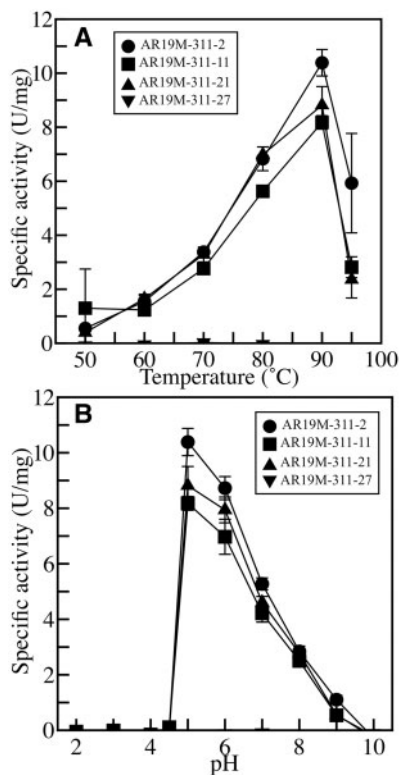 A
AR19M-311-2
AR19M-311-11
AR19M-311-21
AR19M-311-27
Specific activity (U/mg)
12
10
8
6
4
2
0
50 60 70 80 90 100
Temperature (˚C)
B
AR19M-311-2
AR19M-311-11
AR19M-311-21
AR19M-311-27
Specific activity (U/mg)
12
10
8
6
4
2
0
2 4 6 8 10
pH